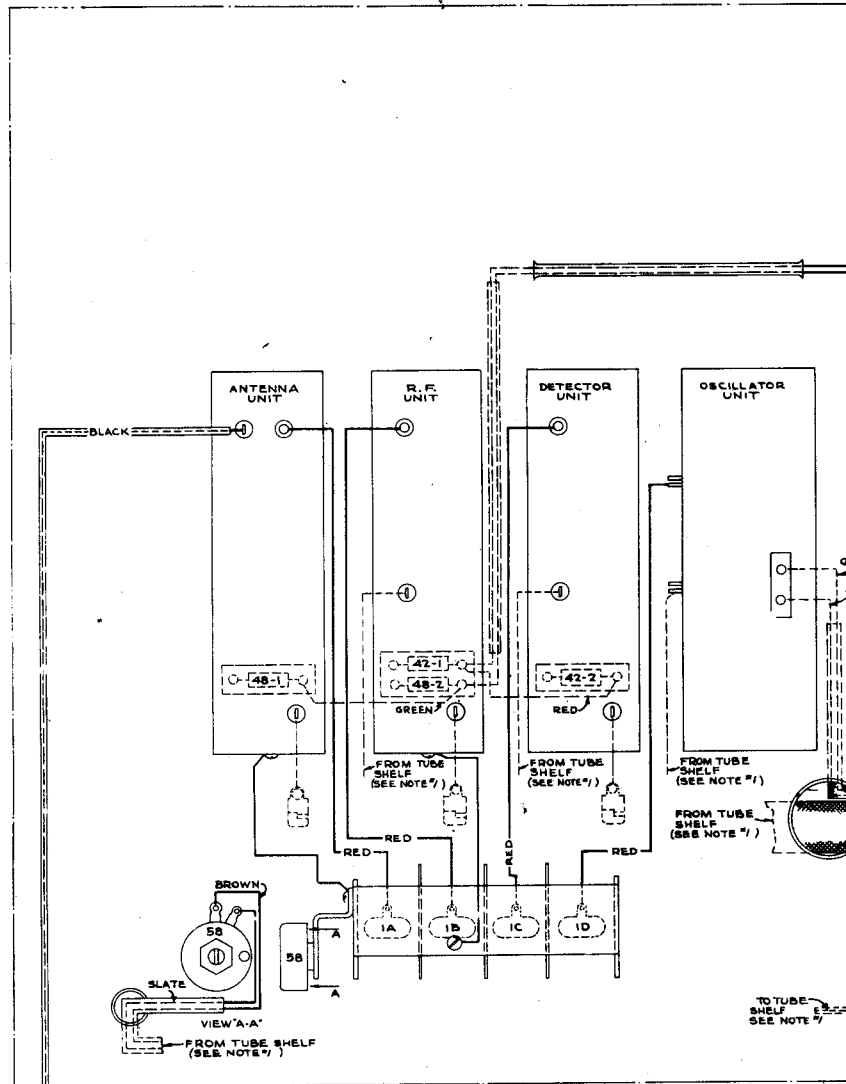 ANTENNA
UNIT
R.F.
UNIT
DETECTOR
UNIT
OSCILLATOR
UNIT
BLACK
48-1
42-1
48-2
GREEN
42-2
RED
FROM TUBE
SHELF
(SEE NOTE #1)
FROM TUBE
SHELF
(SEE NOTE #1)
FROM TUBE
SHELF
(SEE NOTE #1)
FROM TUBE
SHELF
(SEE NOTE #1)
RED
RED
RED
RED
BROWN
58
58
A
A
1A
1B
1C
1D
SLATE
VIEW "A-A"
FROM TUBE SHELF
(SEE NOTE #1)
TO TUBE
SHELF
SEE NOTE #1